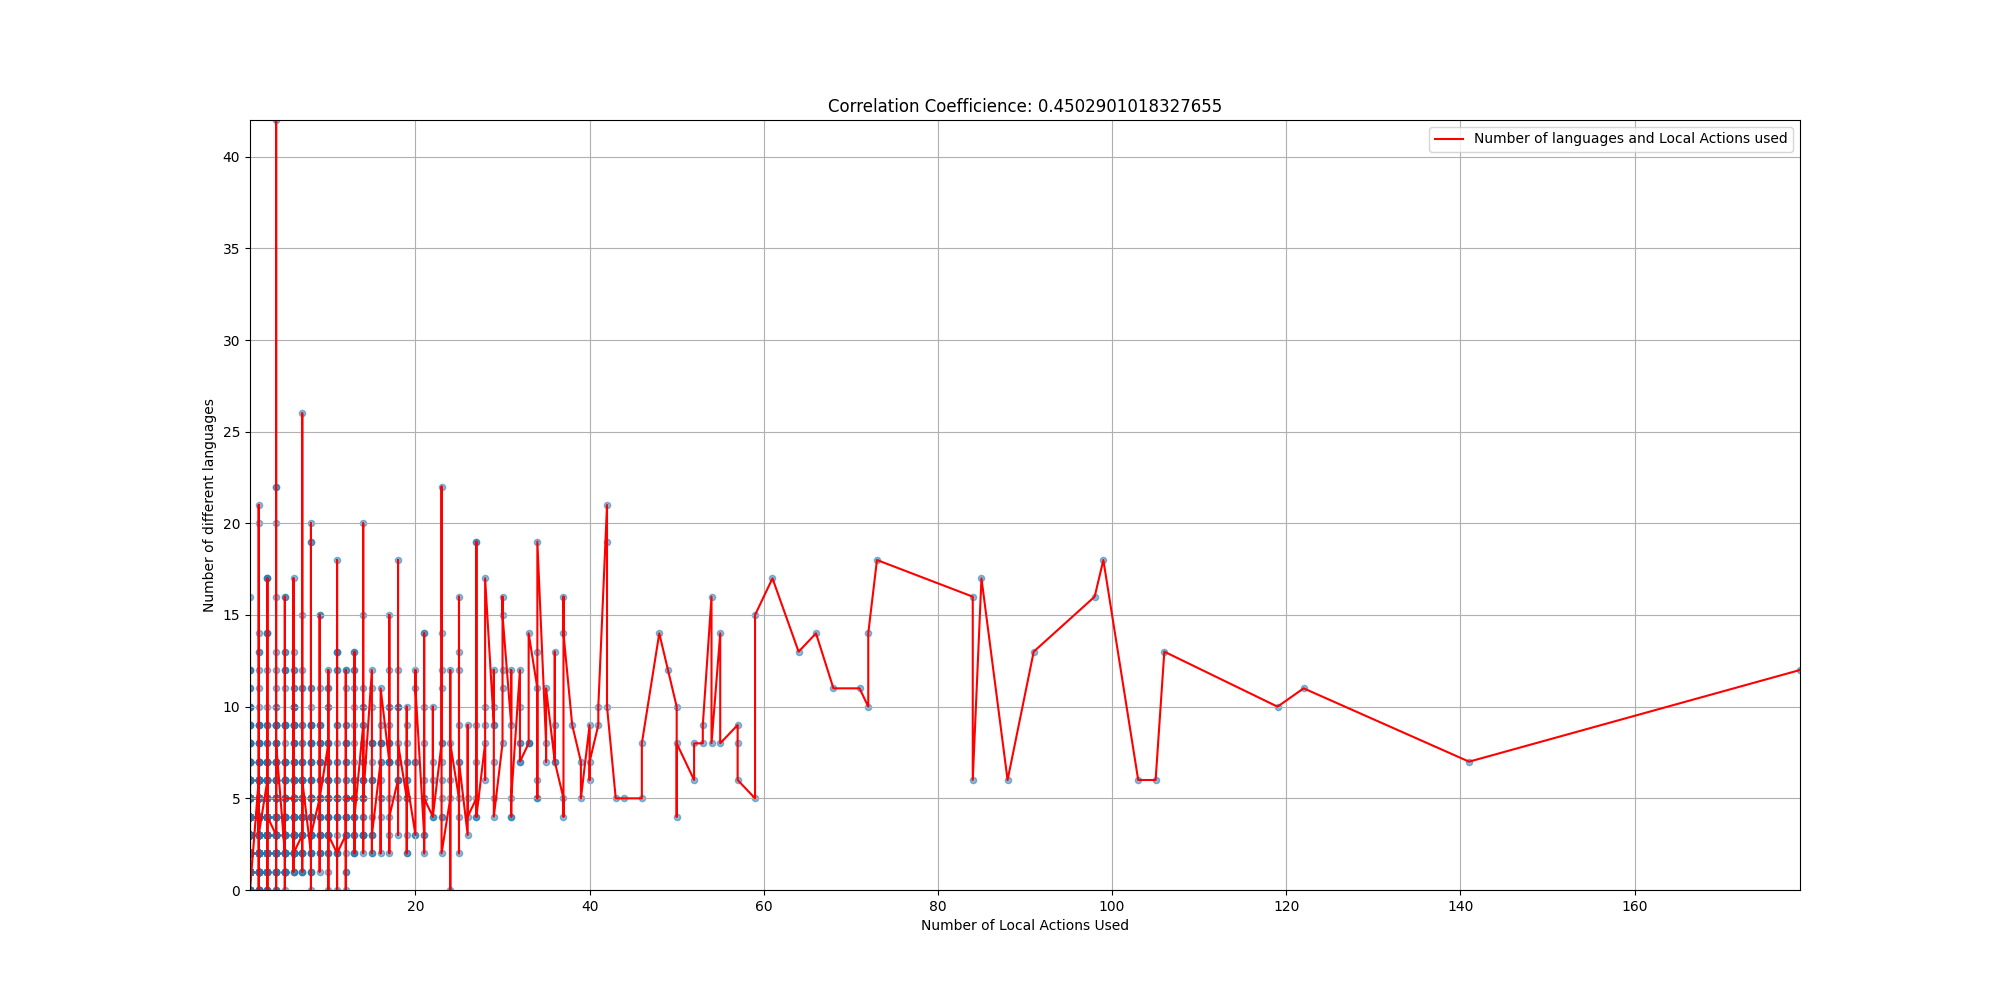 Correlation Coefficience: 0.4502901018327655
Number of languages and Local Actions used
Number of different languages
40
35
30
25
20
15
10
5
0
20 40 60 80 100 120 140 160
Number of Local Actions Used